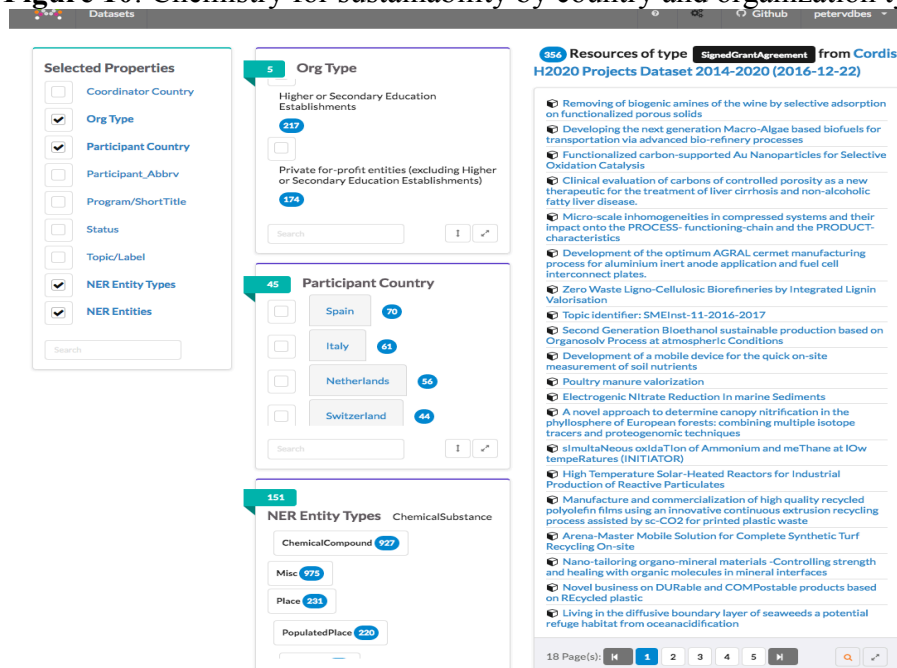 Figure 10: Chemistry for sustainability by country and organization ty
Datasets
Github petervdbes
Selected Properties
Coordinator Country
Org Type
Participant Country
Participant_Abbrv
Program/ShortTitle
Status
Topic/Label
NER Entity Types
NER Entities
Search
5 Org Type
Higher or Secondary Education
Establishments
217
Private for-profit entities (excluding Higher
or Secondary Education Establishments)
174
Search
45 Participant Country
Spain 70
Italy 61
Netherlands 56
Switzerland 44
Search
151
NER Entity Types ChemicalSubstance
ChemicalCompound 927
Misc 975
Place 231
PopulatedPlace 220
356 Resources of type SignedGrantAgreement from Cordis
H2020 Projects Dataset 2014-2020 (2016-12-22)
Removing of biogenic amines of the wine by selective adsorption
on functionalized porous solids
Developing the next generation Macro-Algae based biofuels for
transportation via advanced bio-refinery processes
Functionalized carbon-supported Au Nanoparticles for Selective
Oxidation Catalysis
Clinical evaluation of carbons of controlled porosity as a new
therapeutic for the treatment of liver cirrhosis and non-alcoholic
fatty liver disease.
Micro-scale inhomogeneities in compressed systems and their
impact onto the PROCESS- functioning-chain and the PRODUCT-
characteristics
Development of the optimum AGRAL cermet manufacturing
process for aluminium inert anode application and fuel cell
interconnect plates.
Zero Waste Ligno-Cellulosic Biorefineries by Integrated Lignin
Valorisation
Topic identifier: SMEInst-11-2016-2017
Second Generation BIoethanol sustainable production based on
Organosolv Process at atmospherIc Conditions
Development of a mobile device for the quick on-site
measurement of soil nutrients
Poultry manure valorization
Electrogenic NItrate Reduction In marine Sediments
A novel approach to determine canopy nitrification in the
phyllosphere of European forests: combining multiple isotope
tracers and proteogenomic techniques
sImultaNeous oxIdaTIon of Ammonium and meThane at lOw
tempeRatures (INITIATOR)
High Temperature Solar-Heated Reactors for Industrial
Production of Reactive Particulates
Manufacture and commercialization of high quality recycled
polyolefin films using an innovative continuous extrusion recycling
process assisted by sc-CO2 for printed plastic waste
Arena-Master Mobile Solution for Complete Synthetic Turf
Recycling On-site
Nano-tailoring organo-mineral materials -Controlling strength
and healing with organic molecules in mineral interfaces
Novel business on DURable and COMPostable products based
on REcycled plastic
Living in the diffusive boundary layer of seaweeds a potential
refuge habitat from oceanacidification
18 Page(s): 1 2 3 4 5